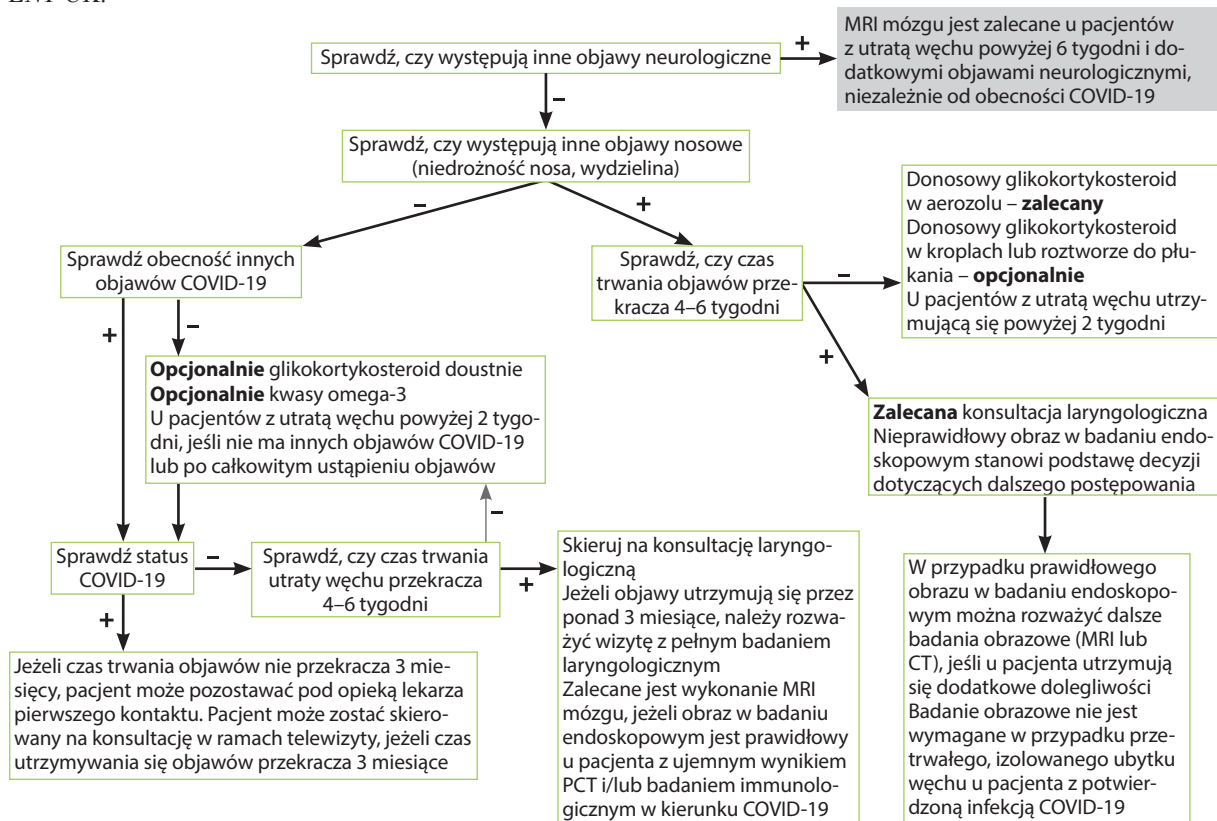 Sprawdź, czy występują inne objawy neurologiczne
+
MRI mózgu jest zalecane u pacjentów
z utratą węchu powyżej 6 tygodni i do-
datkowymi objawami neurologicznymi,
niezależnie od obecności COVID-19
–
Sprawdź, czy występują inne objawy nosowe
(niedrożność nosa, wydzielina)
–
+
Sprawdź obecność innych
objawów COVID-19
Sprawdź, czy czas
trwania objawów prze-
kracza 4–6 tygodni
–
Donosowy glikokortykosteroid
w aerozolu – zalecany
Donosowy glikokortykosteroid
w kroplach lub roztworze do płu-
kania – opcjonalnie
U pacjentów z utratą węchu utrzy-
mującą się powyżej 2 tygodni
+
–
+
Opcjonalnie glikokortykosteroid doustnie
Opcjonalnie kwasy omega-3
U pacjentów z utratą węchu powyżej 2 tygo-
dni, jeśli nie ma innych objawów COVID-19
lub po całkowitym ustąpieniu objawów
Zalecana konsultacja laryngologiczna
Nieprawidłowy obraz w badaniu endo-
skopowym stanowi podstawę decyzji
dotyczących dalszego postępowania
–
Sprawdź status
COVID-19
–
Sprawdź, czy czas trwania
utraty węchu przekracza
4–6 tygodni
+
Skieruj na konsultację laryngo-
logiczną
Jeżeli objawy utrzymują się przez
ponad 3 miesiące, należy rozwa-
żyć wizytę z pełnym badaniem
laryngologicznym
Zalecane jest wykonanie MRI
mózgu, jeżeli obraz w badaniu
endoskopowym jest prawidłowy
u pacjenta z ujemnym wynikiem
PCT i/lub badaniem immunolo-
gicznym w kierunku COVID-19
W przypadku prawidłowego
obrazu w badaniu endoskopo-
wym można rozważyć dalsze
badania obrazowe (MRI lub
CT), jeśli u pacjenta utrzymują
się dodatkowe dolegliwości
Badanie obrazowe nie jest
wymagane w przypadku prze-
trwałego, izolowanego ubytku
węchu u pacjenta z potwier-
dzoną infekcją COVID-19
+
Jeżeli czas trwania objawów nie przekracza 3 mie-
sięcy, pacjent może pozostawać pod opieką lekarza
pierwszego kontaktu. Pacjent może zostać skiero-
wany na konsultację w ramach telewizyty, jeżeli czas
utrzymywania się objawów przekracza 3 miesiące